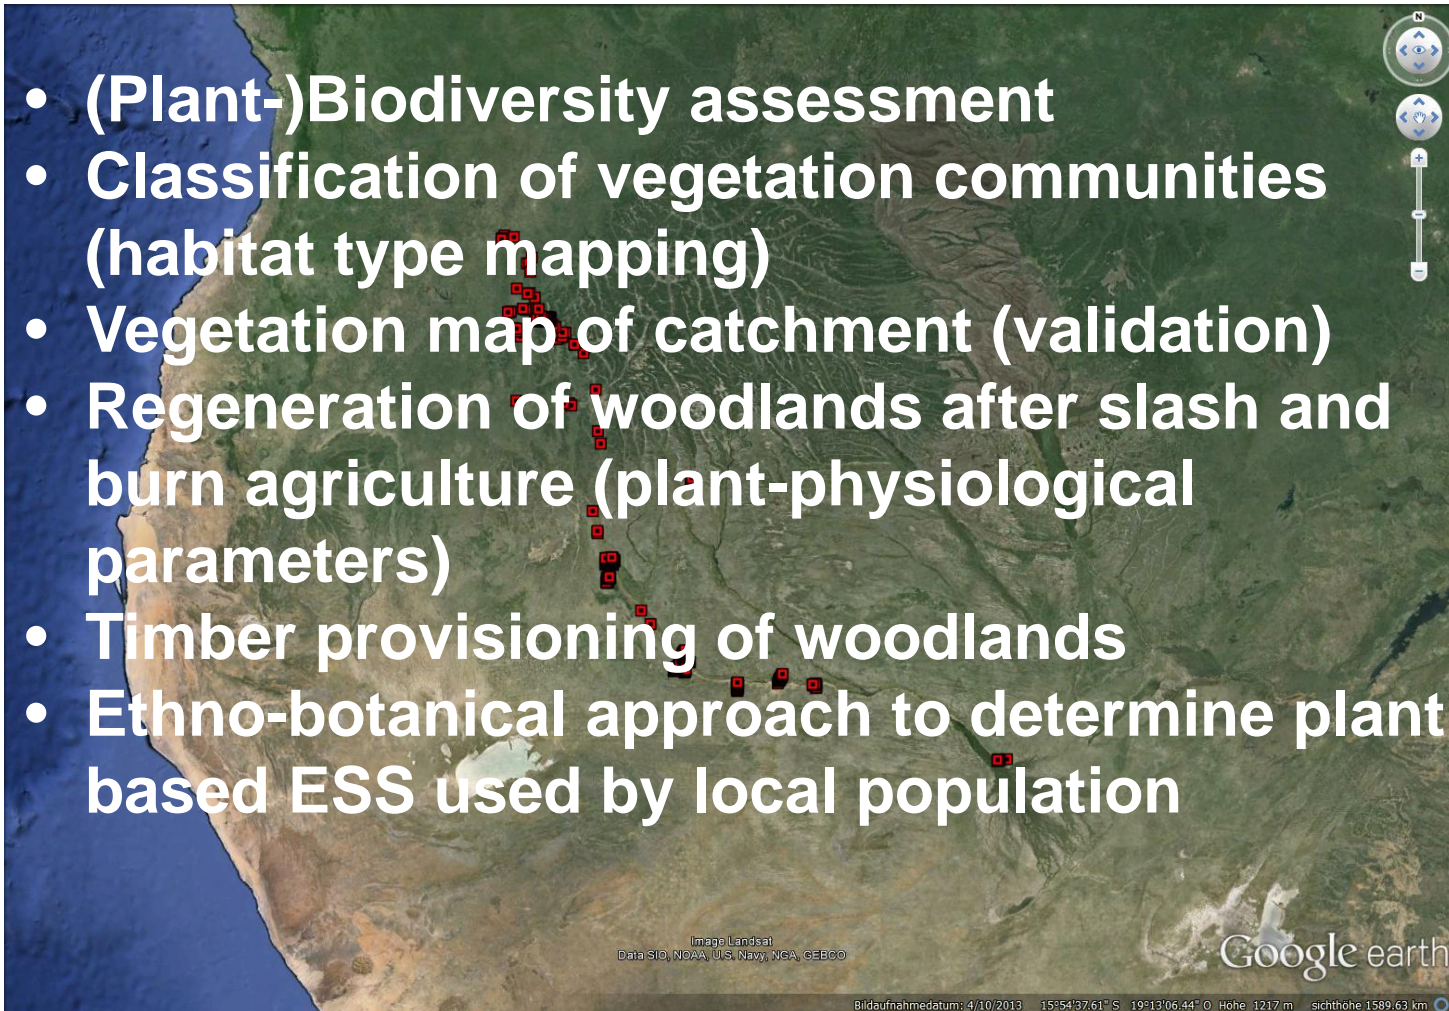 N
• (Plant-)Biodiversity assessment
• Classification of vegetation communities
(habitat type mapping)
• Vegetation map of catchment (validation)
• Regeneration of woodlands after slash and
burn agriculture (plant-physiological
parameters)
• Timber provisioning of woodlands
• Ethno-botanical approach to determine plant
based ESS used by local population
Image Landsat
Data SIO, NOAA, U.S. Navy, NGA, GEBCO
Google earth
Bildaufnahmedatum: 4/10/2013 15°54'37.61" S 19°13'06.44" O Höhe 1217 m sichthöhe 1589.63 km